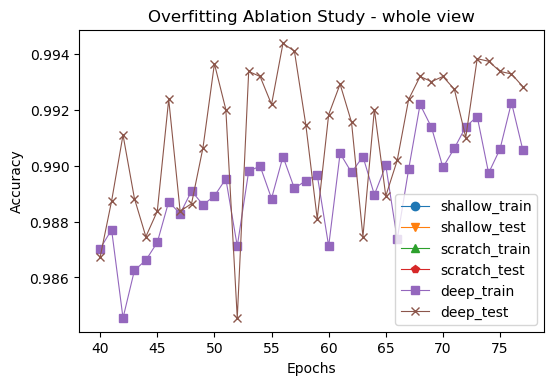 Overfitting Ablation Study - whole view
0.994
0.992
0.990
0.988
0.986
Accuracy
shallow_train
shallow_test
scratch_train
scratch_test
deep_train
deep_test
40 45 50 55 60 65 70 75
Epochs